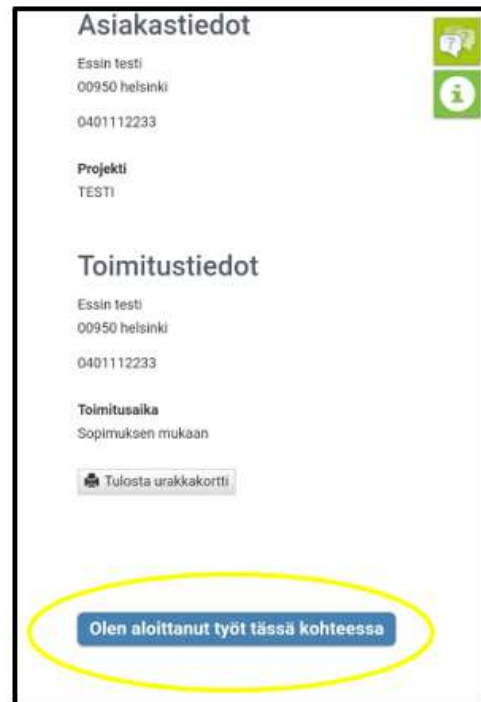 Asiakastiedot
Essin testi
00950 helsinki
0401112233
Projekti
TESTI
Toimitustiedot
Essin testi
00950 helsinki
0401112233
Toimitusaika
Sopimuksen mukaan
Tulosta urakkakortti
Olen aloittanut työt tässä kohteessa